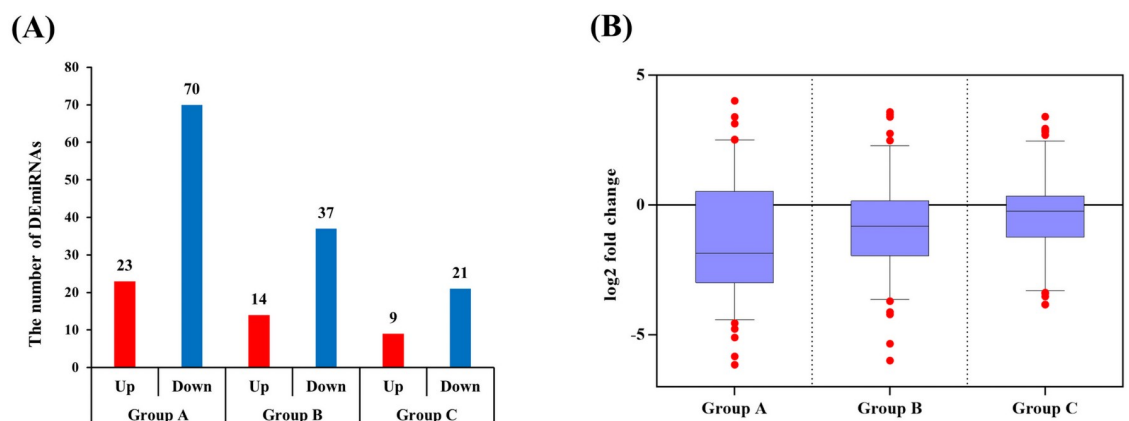 (A)
The number of DEmiRNAs
80
70
60
50
40
30
20
10
0
23
70
14
37
9
21
Up Down Up Down Up Down
Group A Group B Group C
(B)
log2 fold change
5
0
-5
Group A Group B Group C